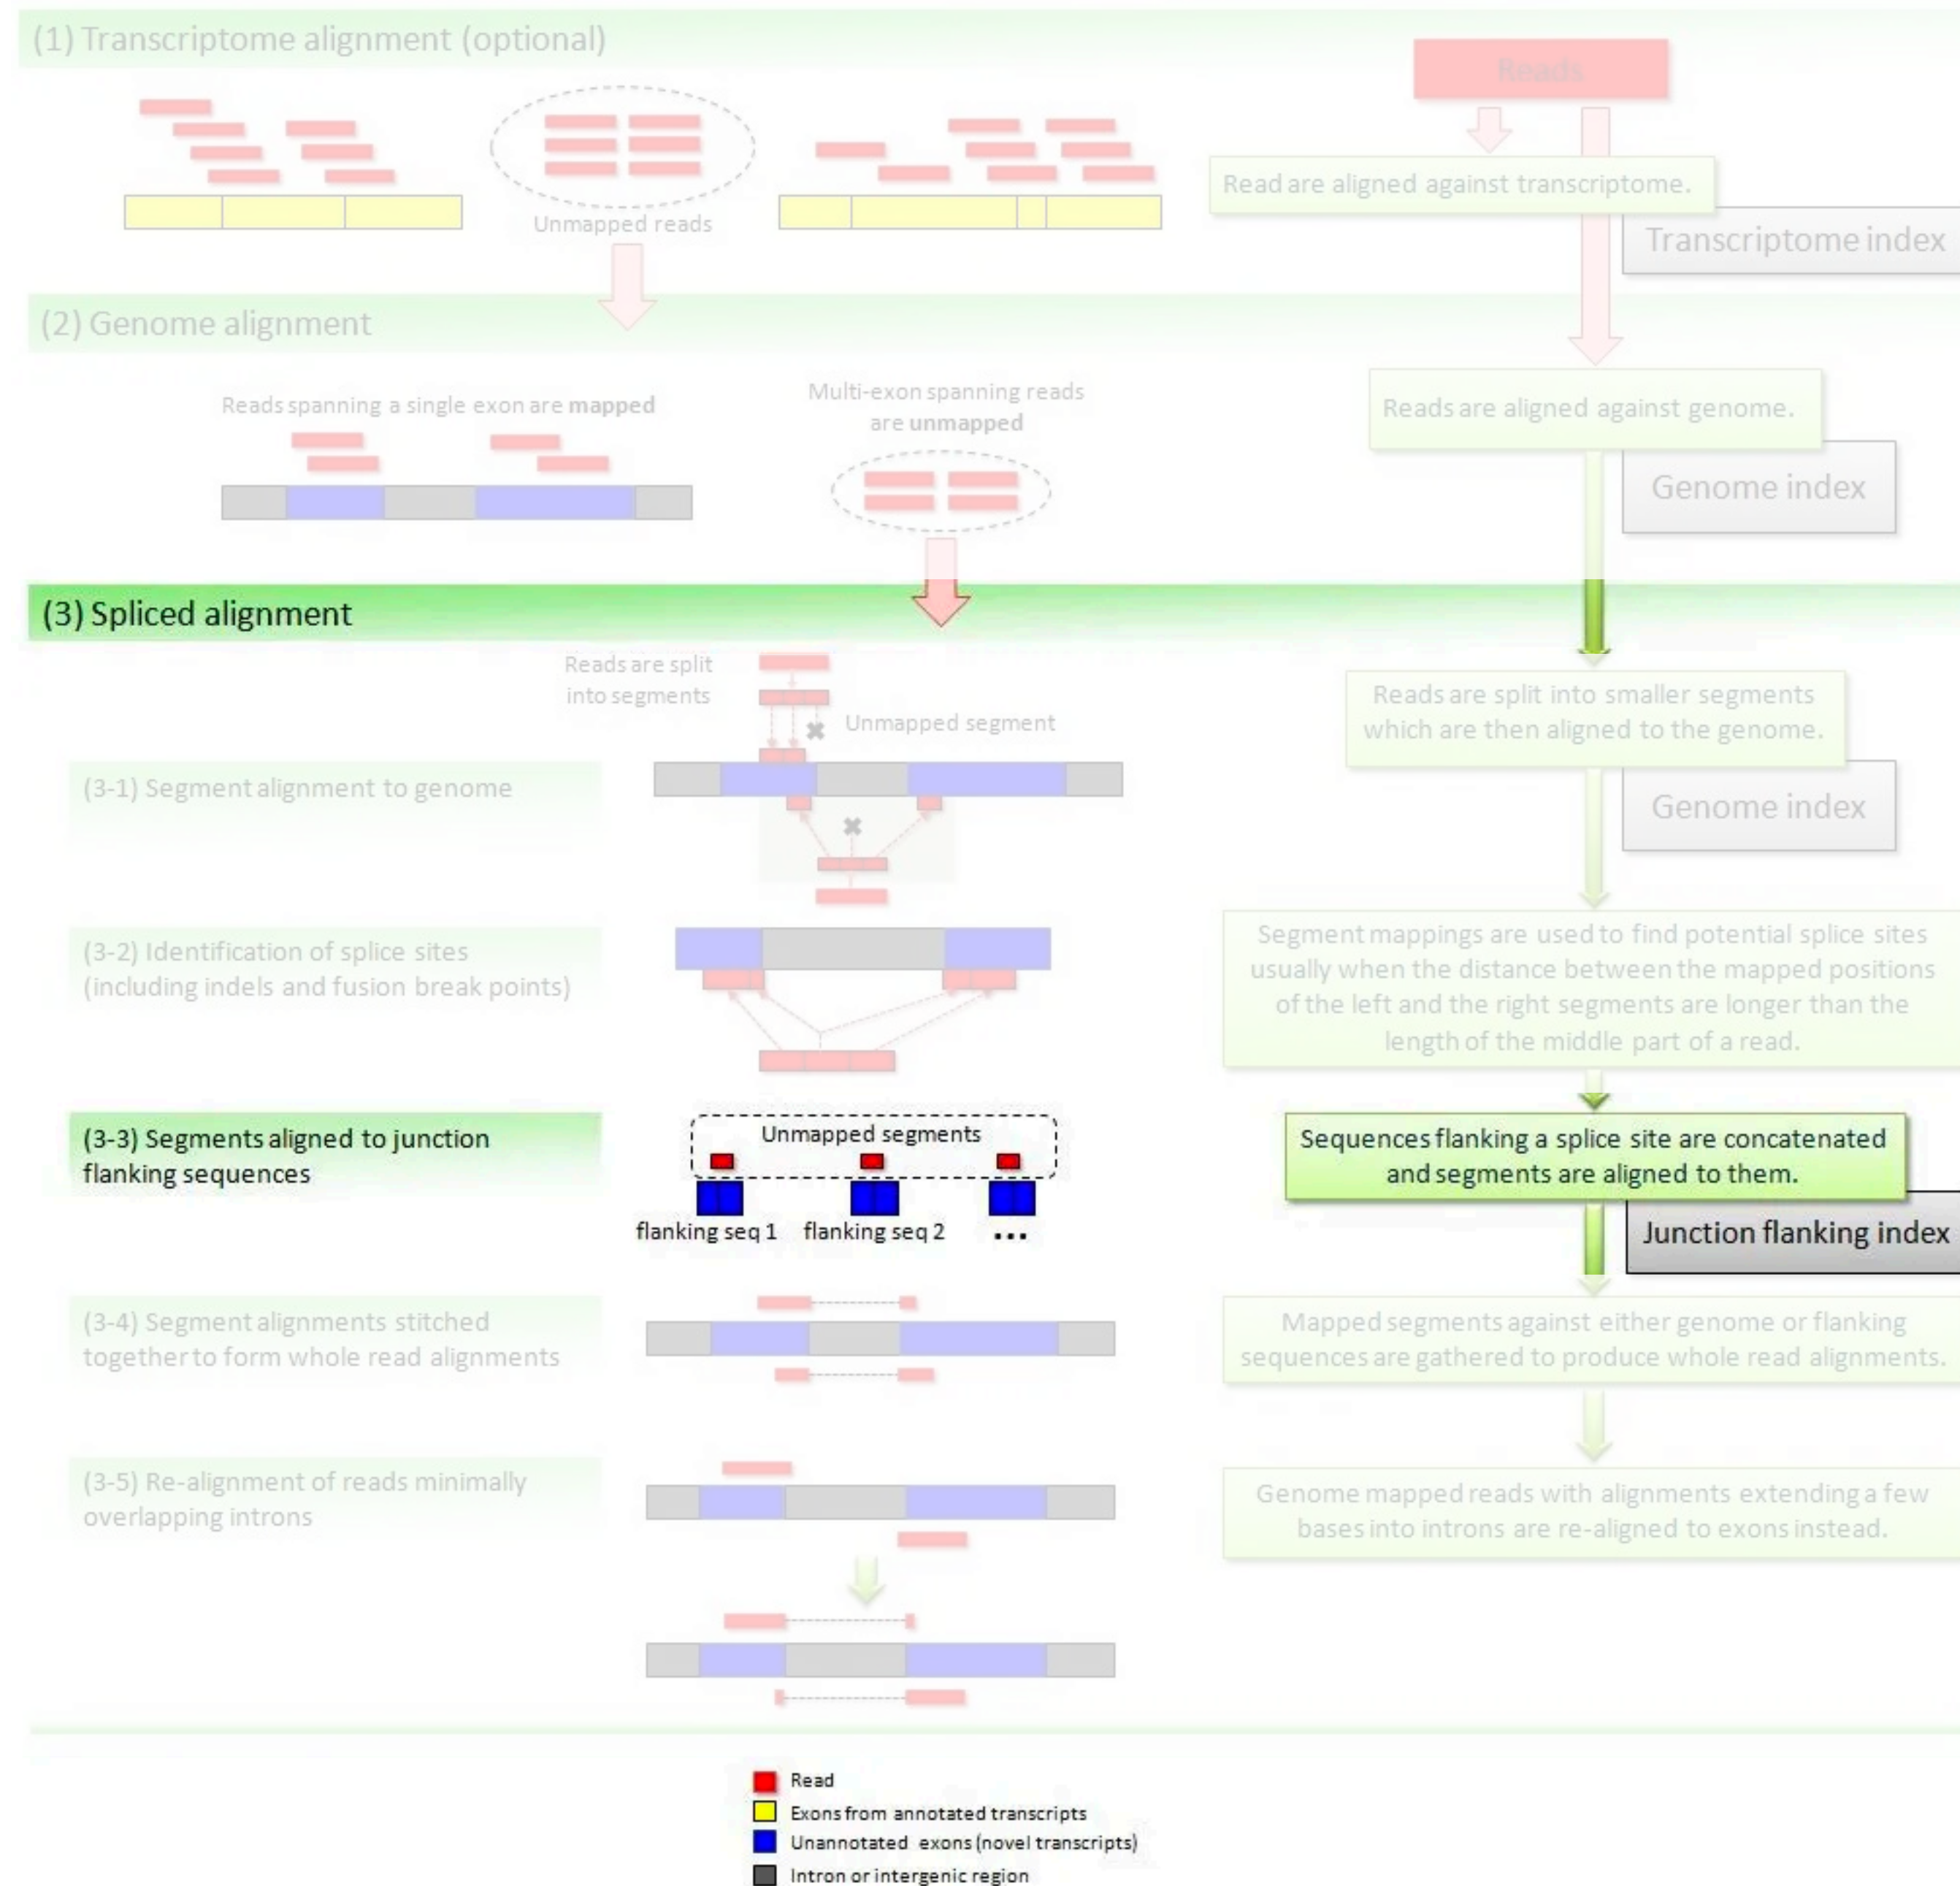 (1) Transcriptome alignment (optional)
Reads
Read are aligned against transcriptome.
Unmapped reads
Transcriptome index
(2) Genome alignment
Reads spanning a single exon are mapped
Multi-exon spanning reads
are unmapped
Reads are aligned against genome.
Genome index
(3) Spliced alignment
Reads are split
into segments
Unmapped segment
Reads are split into smaller segments
which are then aligned to the genome.
(3-1) Segment alignment to genome
Genome index
(3-2) Identification of splice sites
(including indels and fusion break points)
Segment mappings are used to find potential splice sites
usually when the distance between the mapped positions
of the left and the right segments are longer than the
length of the middle part of a read.
(3-3) Segments aligned to junction
flanking sequences
Unmapped segments
flanking seq 1 flanking seq 2 ...
Sequences flanking a splice site are concatenated
and segments are aligned to them.
Junction flanking index
(3-4) Segment alignments stitched
together to form whole read alignments
Mapped segments against either genome or flanking
sequences are gathered to produce whole read alignments.
(3-5) Re-alignment of reads minimally
overlapping introns
Genome mapped reads with alignments extending a few
bases into introns are re-aligned to exons instead.
Read
Exons from annotated transcripts
Unannotated exons (novel transcripts)
Intron or intergenic region